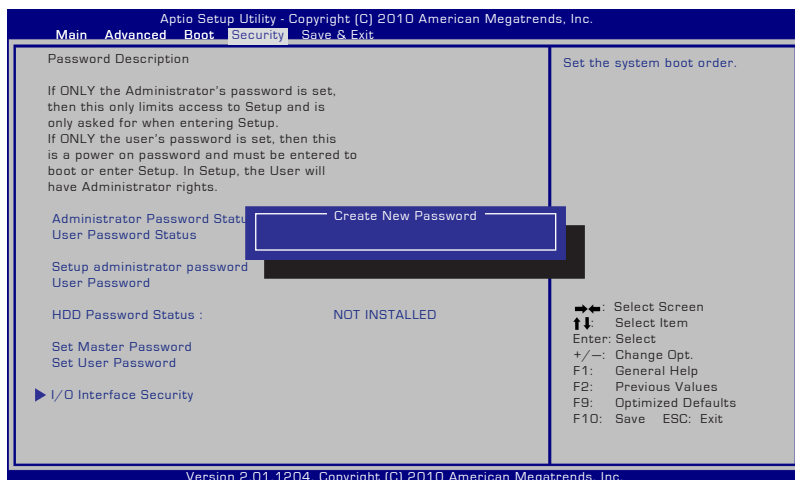 Aptio Setup Utility - Copyright (C) 2010 American Megatrends, Inc.
Main Advanced Boot Security Save & Exit
Password Description
If ONLY the Administrator's password is set,
then this only limits access to Setup and is
only asked for when entering Setup.
If ONLY the user's password is set, then this
is a power on password and must be entered to
boot or enter Setup. In Setup, the User will
have Administrator rights.
Administrator Password Statu
User Password Status
Create New Password
Setup administrator password
User Password
HDD Password Status : NOT INSTALLED
Set Master Password
Set User Password
I/O Interface Security
Set the system boot order.
→←: Select Screen
↑↓: Select Item
Enter: Select
+/—: Change Opt.
F1: General Help
F2: Previous Values
F9: Optimized Defaults
F10: Save ESC: Exit
Version 2.01.1204. Copyright (C) 2010 American Megatrends, Inc.